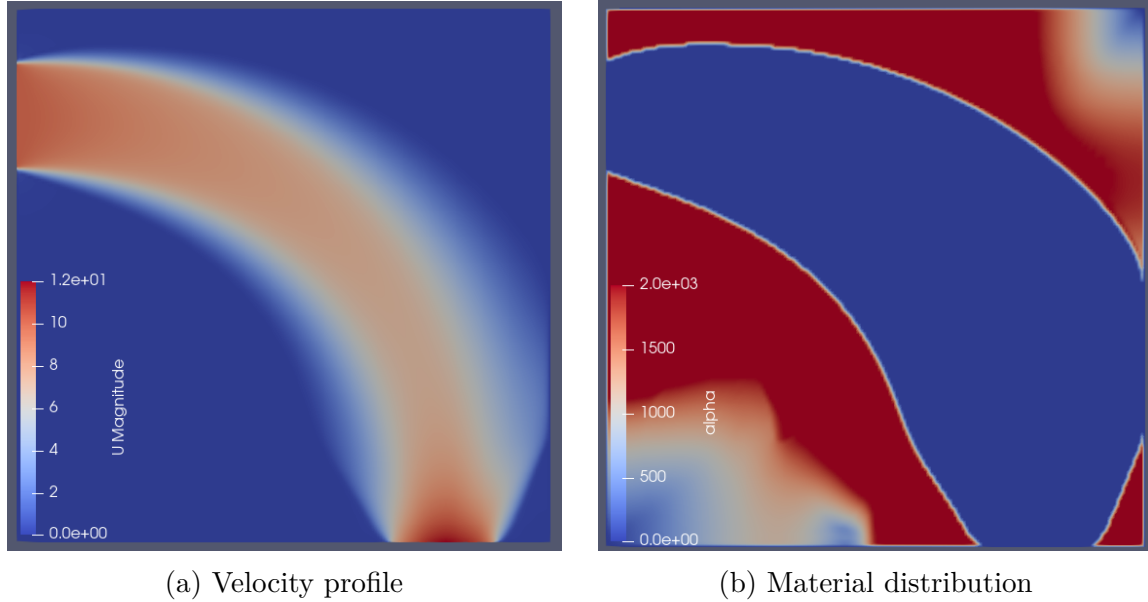 1.2e+01
10
8
6
4
2
0.0e+00
U Magnitude
2.0e+03
1500
1000
500
0.0e+00
alpha
(a) Velocity profile
(b) Material distribution